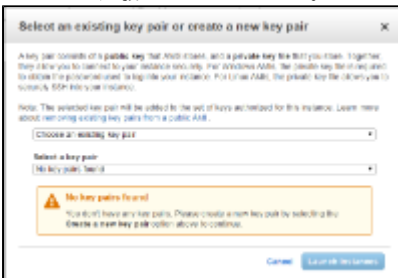 Select an existing key pair or create a new key pair ×
A key pair consists of a public key that AWS stores, and a private key file that you store. Together,
they allow you to connect to your instance securely. For Windows AMIs, the private key file is required
to obtain the password used to log into your instance. For Linux AMIs, the private key file allows you to
securely SSH into your instance.
Note: The selected key pair will be added to the set of keys authorized for this instance. Learn more
about removing existing key pairs from a public AMI.
Choose an existing key pair
Select a key pair
No key pairs found
No key pairs found
You don't have any key pairs. Please create a new key pair by selecting the
Create a new key pair option above to continue.
Cancel Launch Instances